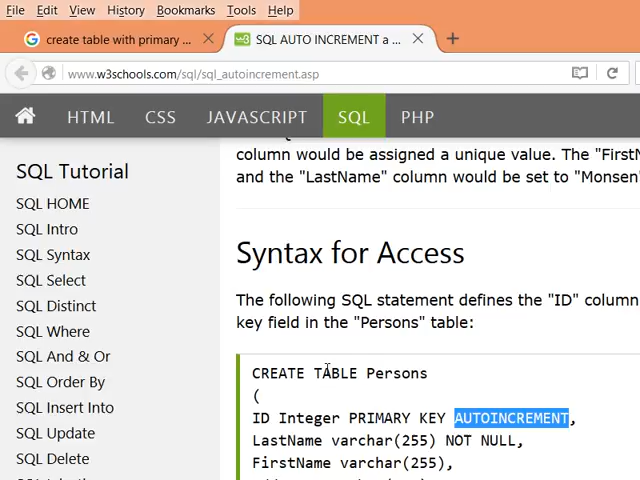 File Edit View History Bookmarks Tools Help
create table with primary ...
SQL AUTO INCREMENT a ...
www.w3schools.com/sql/sql_autoincrement.asp
HTML CSS JAVASCRIPT SQL PHP
column would be assigned a unique value. The "FirstN
and the "LastName" column would be set to "Monsen"
SQL Tutorial
SQL HOME
SQL Intro
SQL Syntax
SQL Select
SQL Distinct
SQL Where
SQL And & Or
SQL Order By
SQL Insert Into
SQL Update
SQL Delete
Syntax for Access
The following SQL statement defines the "ID" column
key field in the "Persons" table:
CREATE TABLE Persons
(
ID Integer PRIMARY KEY AUTOINCREMENT,
LastName varchar(255) NOT NULL,
FirstName varchar(255),